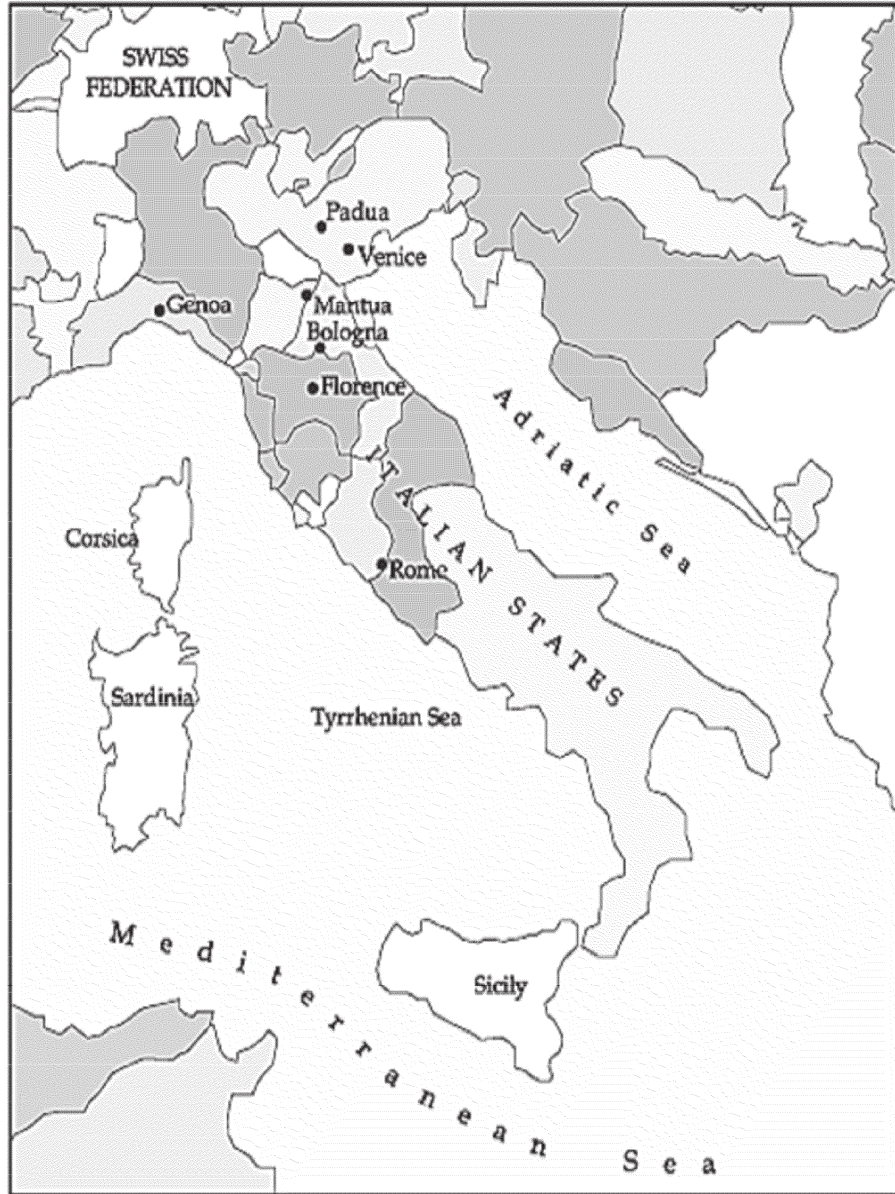 SWISS
FEDERATION
Padua
Venice
Genoa
Mantua
Bologna
Florence
Adriatic Sea
ITALIAN STATES
Corsica
Rome
Sardinia
Tyrrhenian Sea
Mediterranean Sea
Sicily